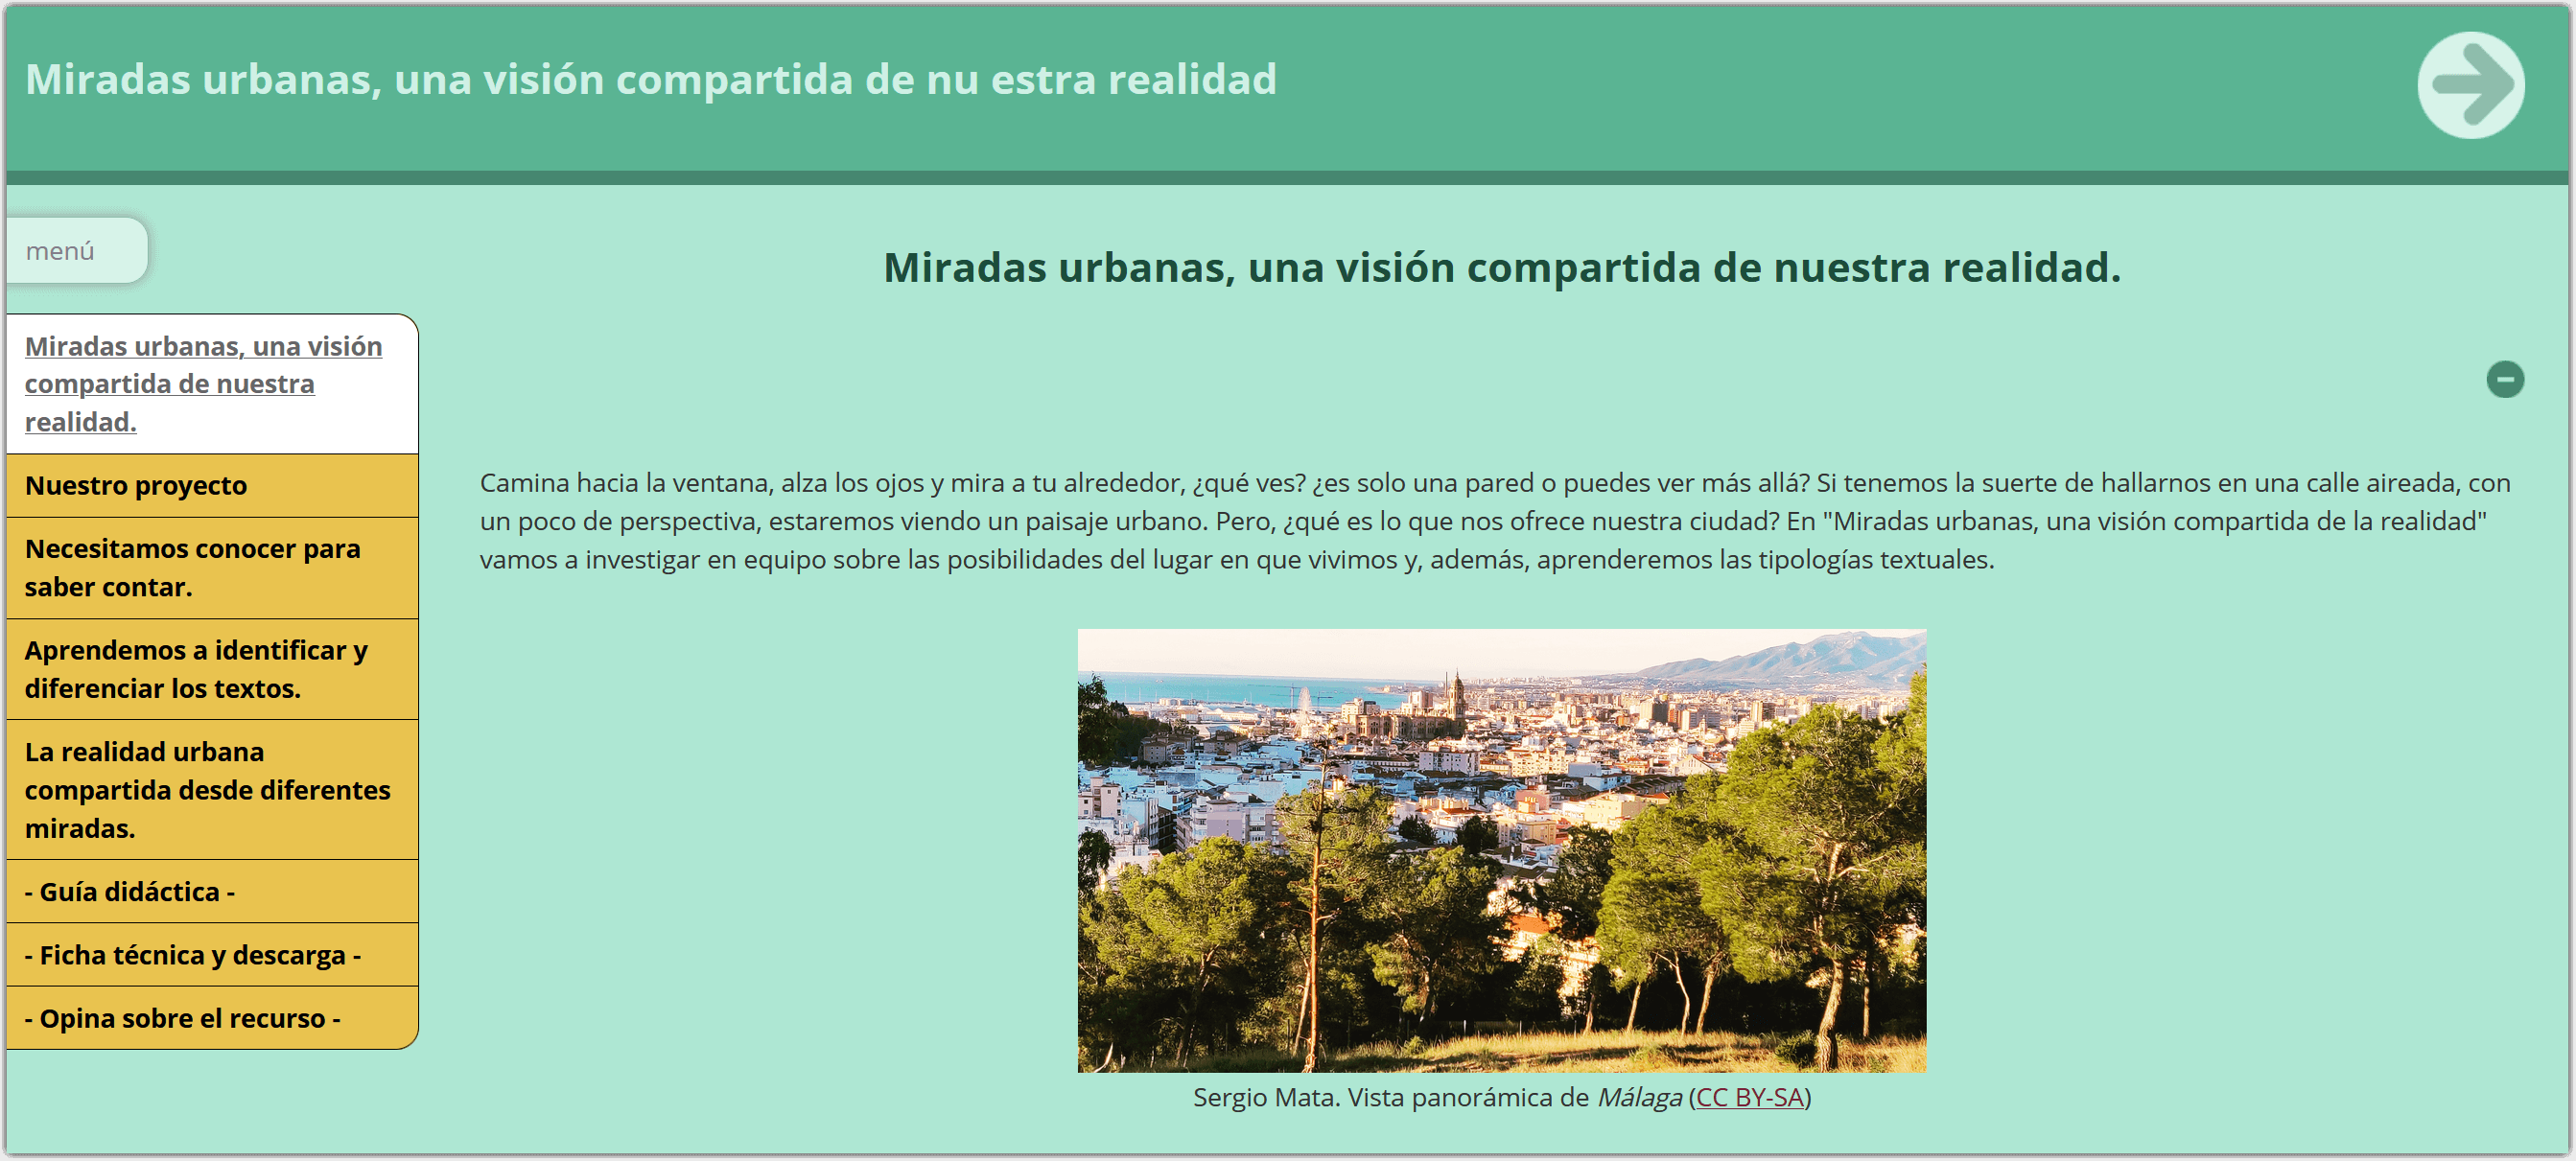 Miradas urbanas, una visión compartida de nu estra realidad
menú
Miradas urbanas, una visión compartida de nuestra realidad.
Miradas urbanas, una visión
compartida de nuestra
realidad.
Nuestro proyecto
Necesitamos conocer para
saber contar.
Aprendemos a identificar y
diferenciar los textos.
La realidad urbana
compartida desde diferentes
miradas.
- Guía didáctica -
- Ficha técnica y descarga -
- Opina sobre el recurso -
Camina hacia la ventana, alza los ojos y mira a tu alrededor, ¿qué ves? ¿es solo una pared o puedes ver más allá? Si tenemos la suerte de hallarnos en una calle aireada, con
un poco de perspectiva, estaremos viendo un paisaje urbano. Pero, ¿qué es lo que nos ofrece nuestra ciudad? En "Miradas urbanas, una visión compartida de la realidad"
vamos a investigar en equipo sobre las posibilidades del lugar en que vivimos y, además, aprenderemos las tipologías textuales.
Sergio Mata. Vista panorámica de Málaga (CC BY-SA)